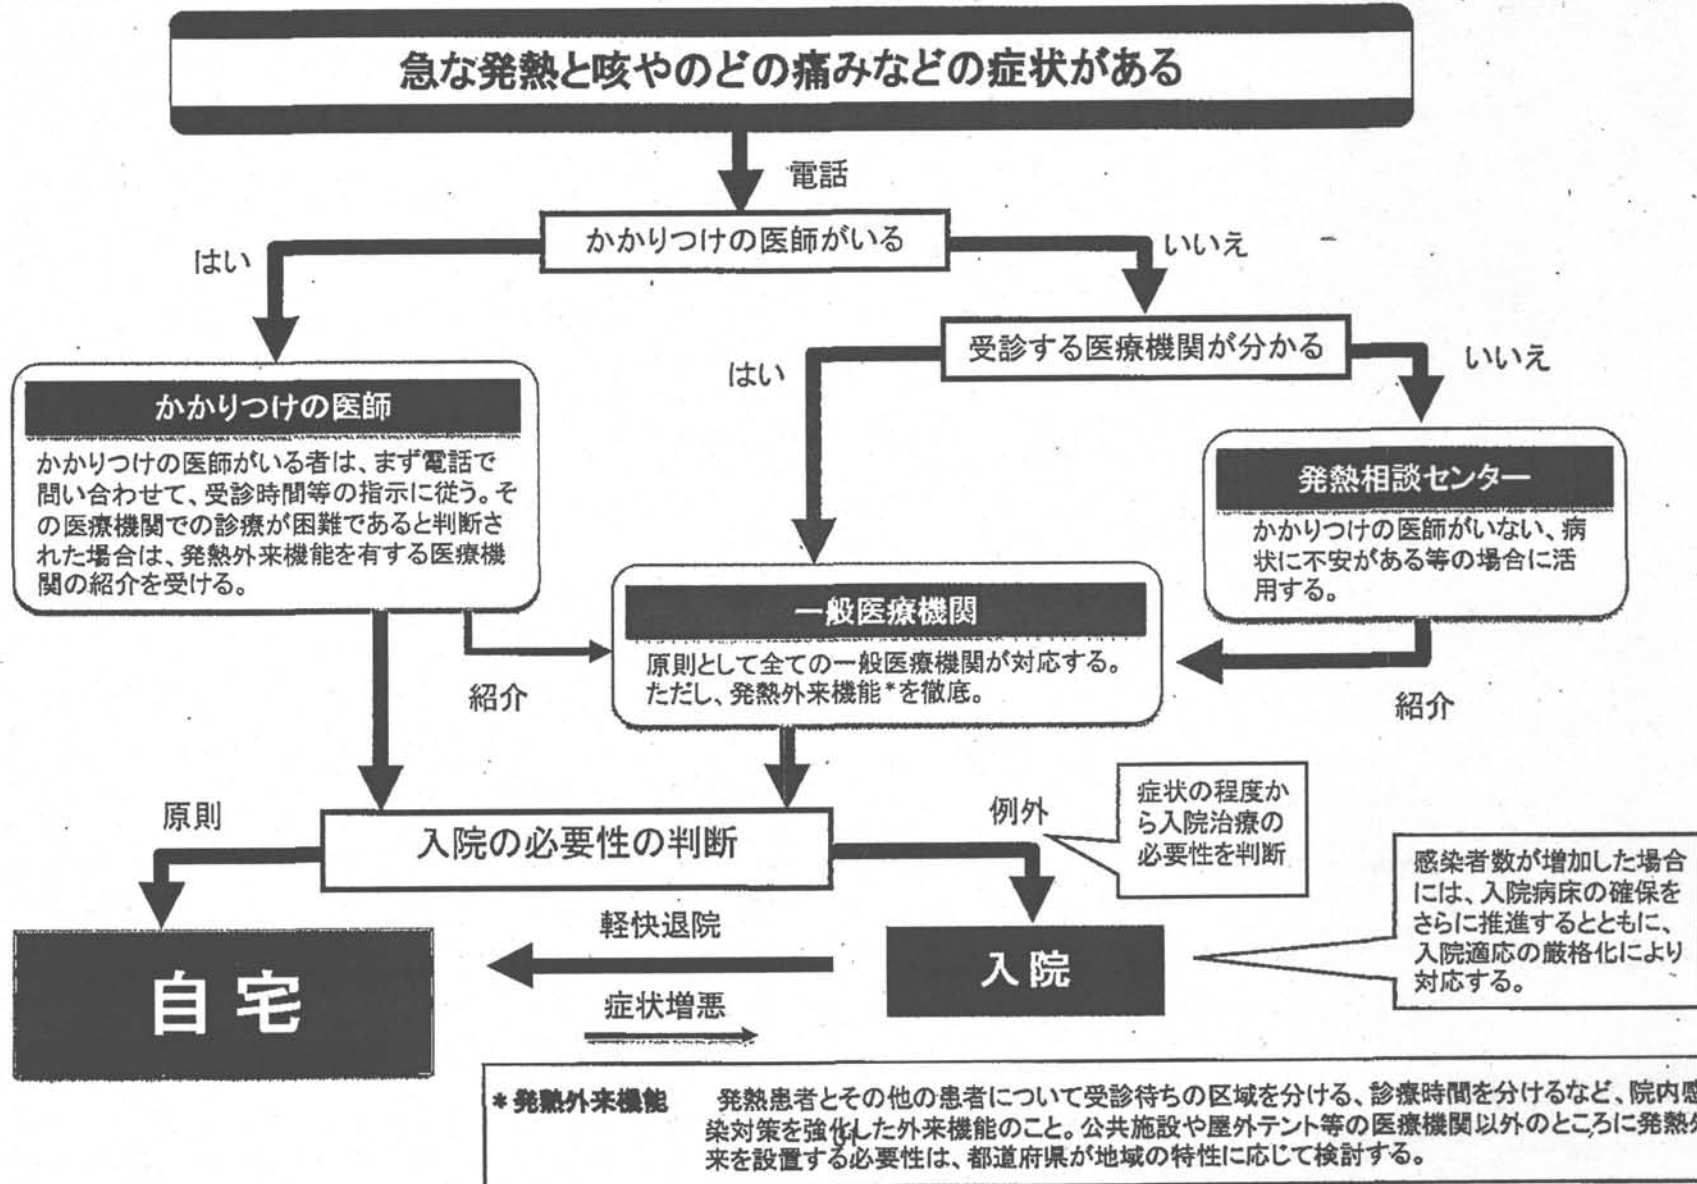 急な発熱と咳やのどの痛みなどの症状がある
電話
かかりつけの医師がいる
はい
いいえ
受診する医療機関が分かる
はい
いいえ
かかりつけの医師
かかりつけの医師がいる者は、まず電話で
問い合わせて、受診時間等の指示に従う。そ
の医療機関での診療が困難であると判断さ
れた場合は、発熱外来機能を有する医療機
関の紹介を受ける。
発熱相談センター
かかりつけの医師がいない、病
状に不安がある等の場合に活
用する。
一般医療機関
原則として全ての一般医療機関が対応する。
ただし、発熱外来機能*を徹底。
紹介
紹介
原則
入院の必要性の判断
例外
症状の程度か
ら入院治療の
必要性を判断
感染者数が増加した場合
には、入院病床の確保を
さらに推進するとともに、
入院適応の厳格化により
対応する。
自宅
軽快退院
症状増悪
入院
*発熱外来機能 発熱患者とその他の患者について受診待ちの区域を分ける、診療時間を分けるなど、院内感
染対策を強化した外来機能のこと。公共施設や屋外テント等の医療機関以外のところに発熱外
来を設置する必要性は、都道府県が地域の特性に応じて検討する。